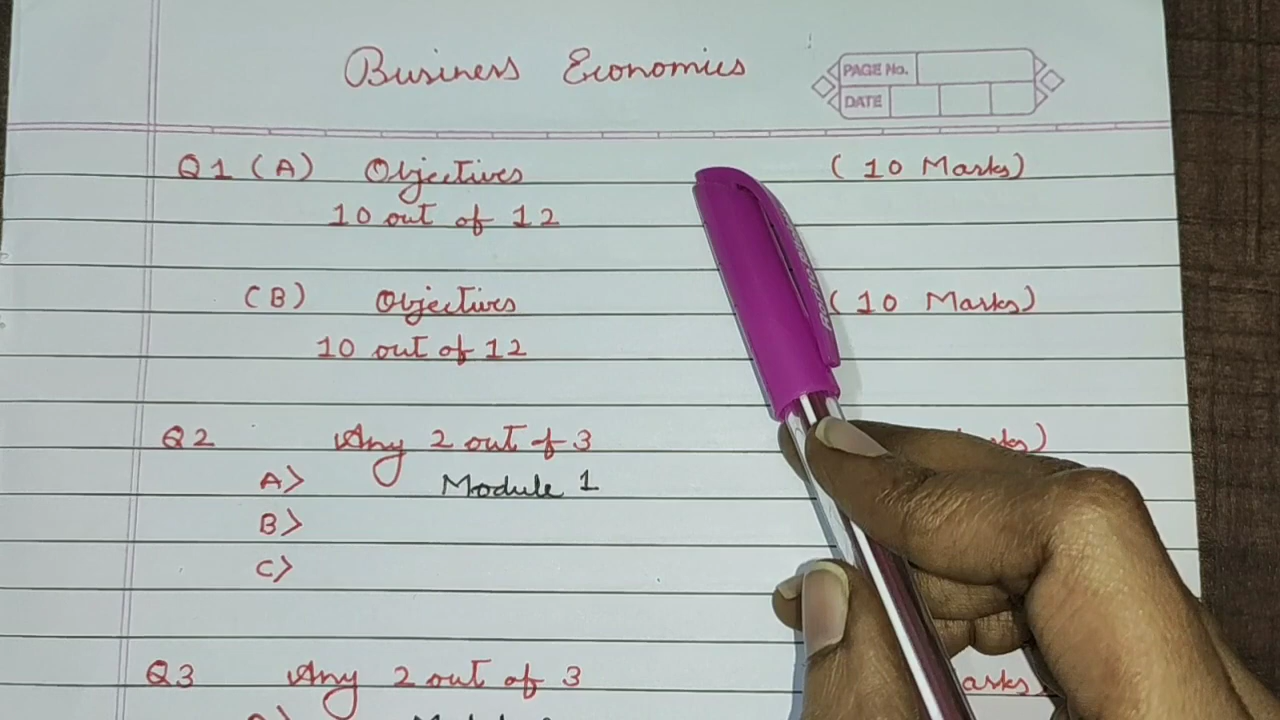 Business Economics
PAGE No.
DATE
Q1 (A) Objectives (10 Marks)
10 out of 12
(B) Objectives (10 Marks)
10 out of 12
Q2 Any 2 out of 3
A> Module 1
B>
C>
Q3 Any 2 out of 3